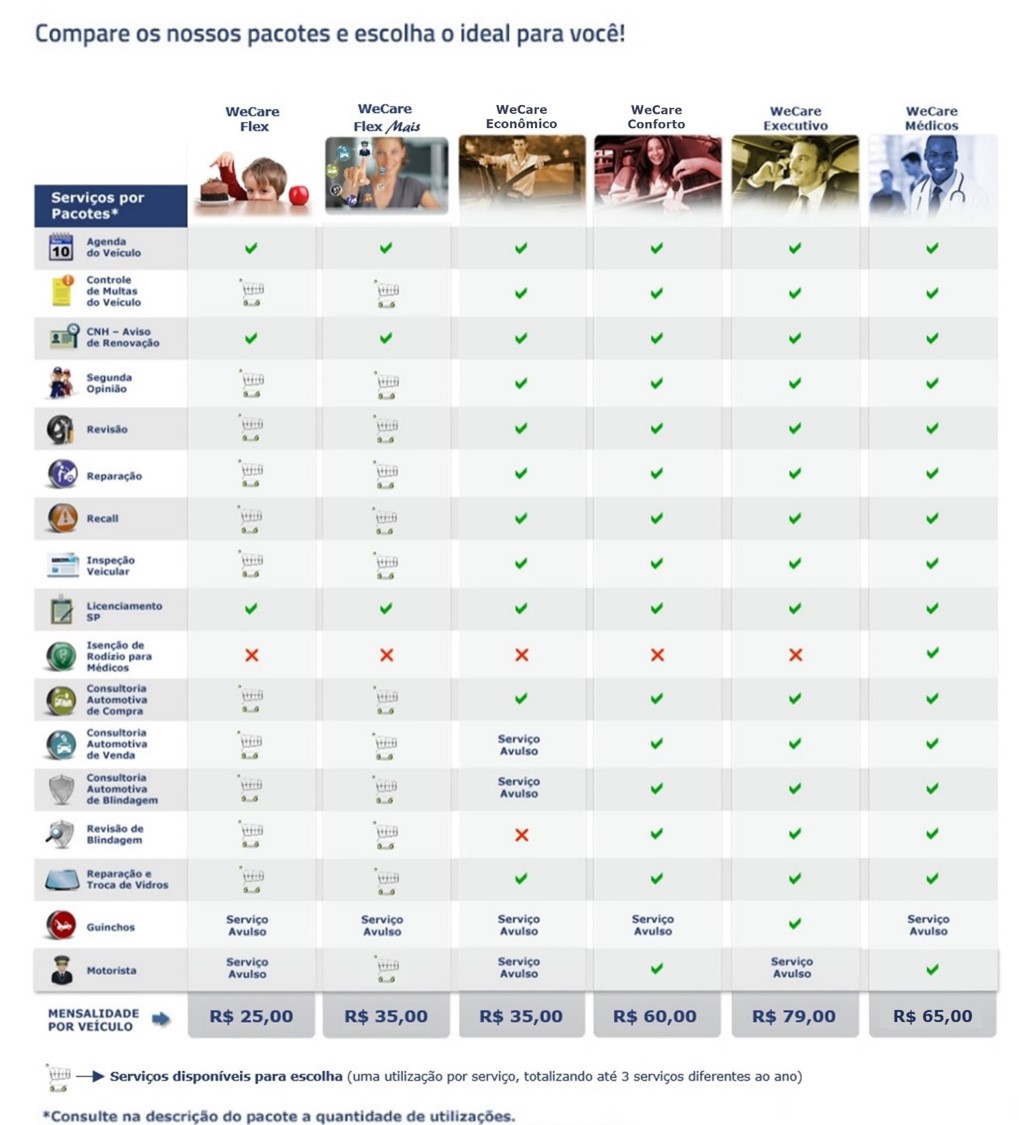 Compare os nossos pacotes e escolha o ideal para você!
WeCare
Flex
WeCare
Flex Mais
WeCare
Econômico
WeCare
Conforto
WeCare
Executivo
WeCare
Médicos
Serviços por
Pacotes*
10
Agenda
do Veículo
Controle
de Multas
do Veículo
CNH – Aviso
de Renovação
Segunda
Opinião
Revisão
Reparação
Recall
Inspeção
Veicular
Licenciamento
SP
Isenção de
Rodízio para
Médicos
Consultoria
Automotiva
de Compra
Consultoria
Automotiva
de Venda
Serviço
Avulso
Consultoria
Automotiva
de Blindagem
Serviço
Avulso
Revisão de
Blindagem
Reparação e
Troca de Vidros
Guinchos
Serviço
Avulso
Serviço
Avulso
Serviço
Avulso
Serviço
Avulso
Serviço
Avulso
Motorista
Serviço
Avulso
Serviço
Avulso
Serviço
Avulso
MENSALIDADE
POR VEÍCULO
R$ 25,00
R$ 35,00
R$ 35,00
R$ 60,00
R$ 79,00
R$ 65,00
Serviços disponíveis para escolha (uma utilização por serviço, totalizando até 3 serviços diferentes ao ano)
*Consulte na descrição do pacote a quantidade de utilizações.